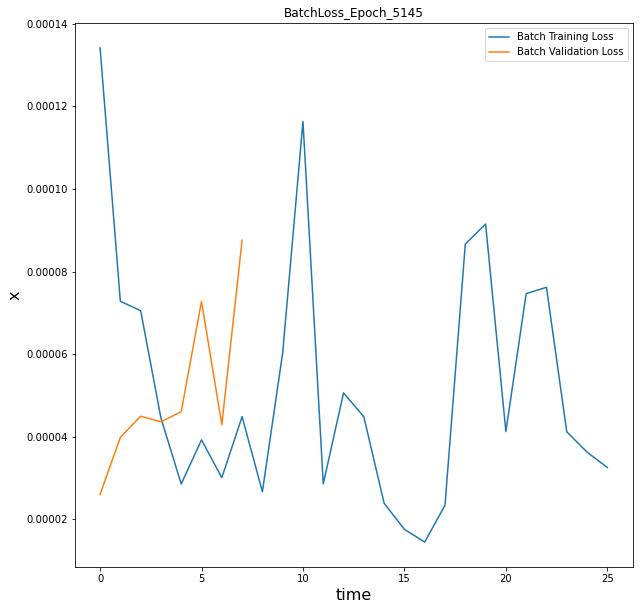 BatchLoss_Epoch_5145
Batch Training Loss
Batch Validation Loss
0.00014
0.00012
0.00010
0.00008
0.00006
0.00004
0.00002
x
0 5 10 15 20 25
time